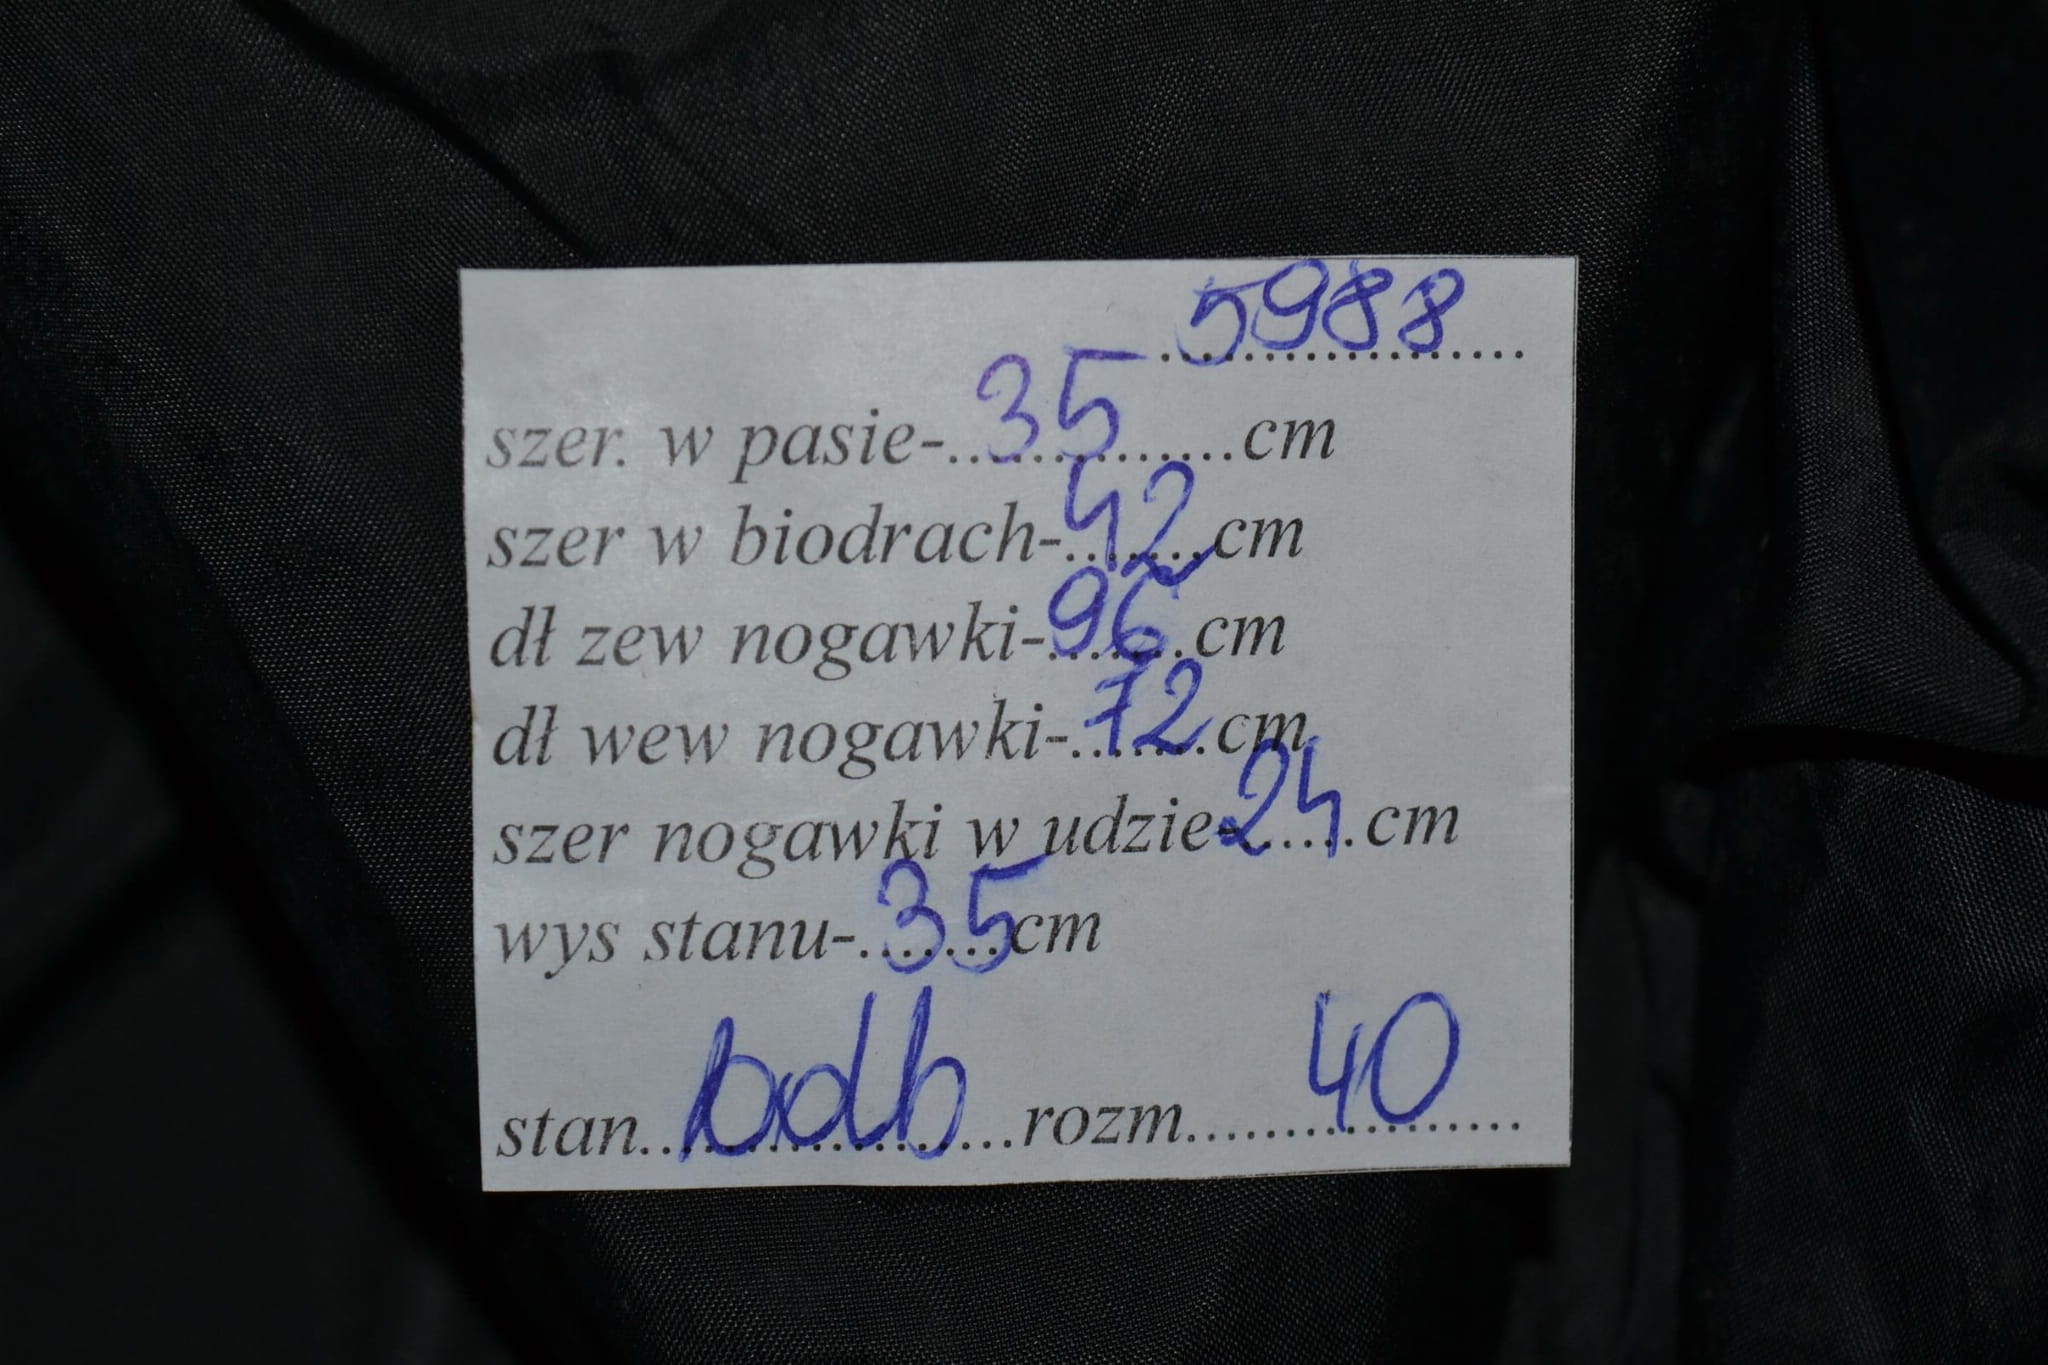 5988
szer. w pasie-35cm
szer w biodrach-42cm
dł zew nogawki-96cm
dł wew nogawki-72cm
szer nogawki w udzie-24cm
wys stanu-35cm
stan bdb rozm 40